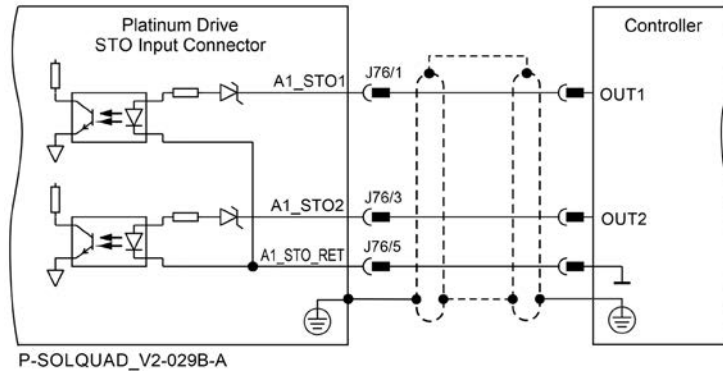 Platinum Drive
STO Input Connector
Controller
A1_STO1
J76/1
OUT1
A1_STO2
J76/3
OUT2
A1_STO_RET
J76/5
P-SOLQUAD_V2-029B-A